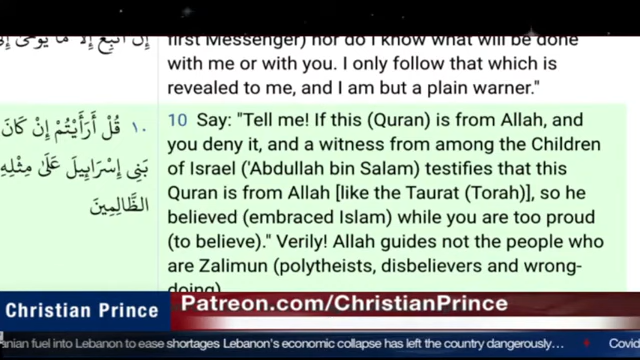 إِنْ أَتَّبِعُ إِلَّا مَا يُوحَىٰ
first Messenger) nor do I know what will be done
with me or with you. I only follow that which is
revealed to me, and I am but a plain warner."
١٠ قُلْ أَرَأَيْتُمْ إِنْ كَانَ
بَنِي إِسْرَائِيلَ عَلَىٰ مِثْلِهِ
الظَّالِمِينَ
10 Say: "Tell me! If this (Quran) is from Allah, and
you deny it, and a witness from among the Children
of Israel ('Abdullah bin Salam) testifies that this
Quran is from Allah [like the Taurat (Torah)], so he
believed (embraced Islam) while you are too proud
(to believe)." Verily! Allah guides not the people who
are Zalimun (polytheists, disbelievers and wrong-
doing)
Christian Prince
Patreon.com/ChristianPrince
anian fuel into Lebanon to ease shortages Lebanon's economic collapse has left the country dangerously... Covid